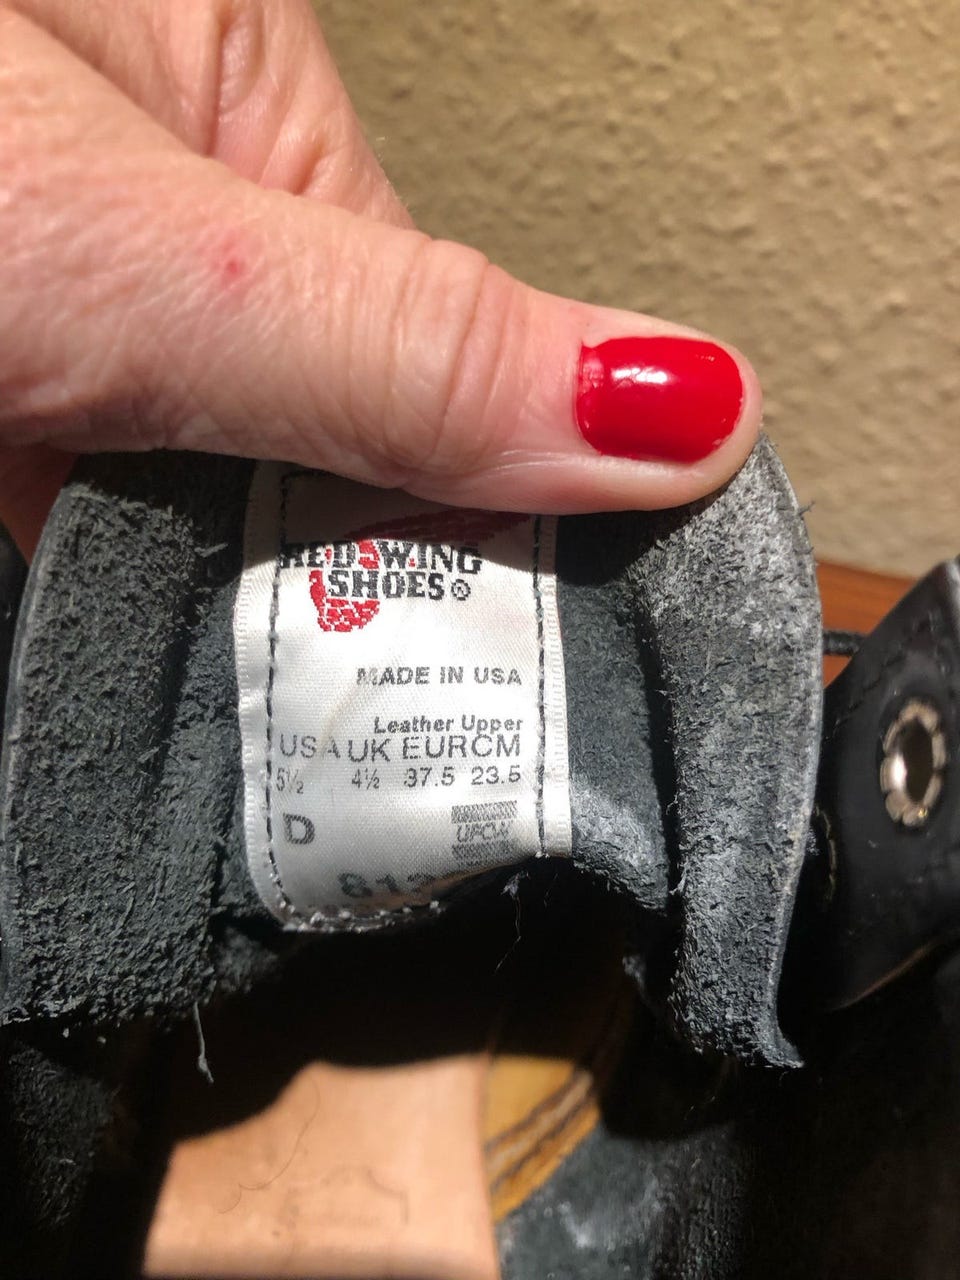 RED WING
SHOES®
MADE IN USA
Leather Upper
USA UK EUR CM
5½ 4½ 37.5 23.5
D
UFCW